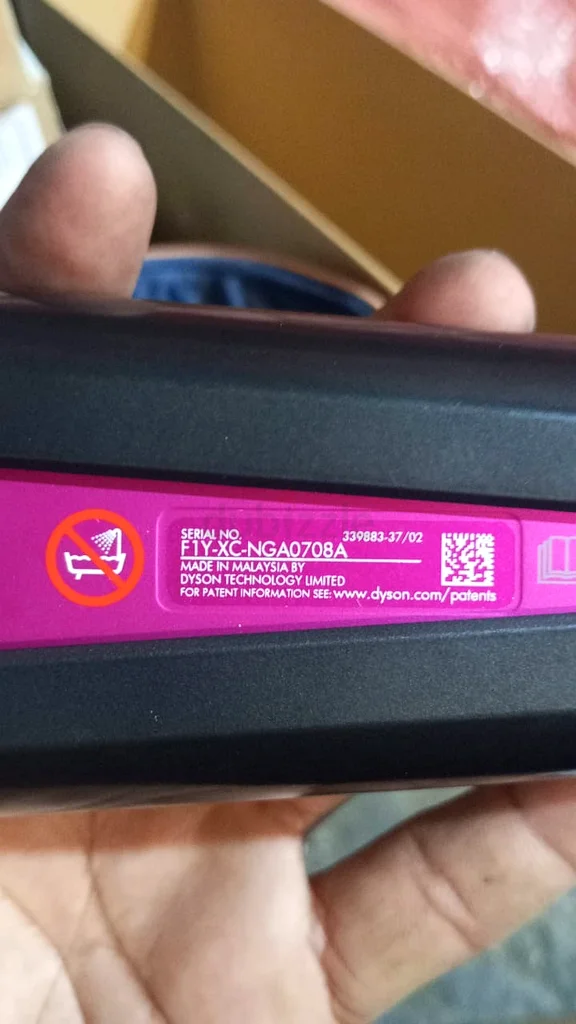 SERIAL NO.
339883-37/02
F1Y-XC-NGA0708A
MADE IN MALAYSIA BY
DYSON TECHNOLOGY LIMITED
FOR PATENT INFORMATION SEE: www.dyson.com/patents